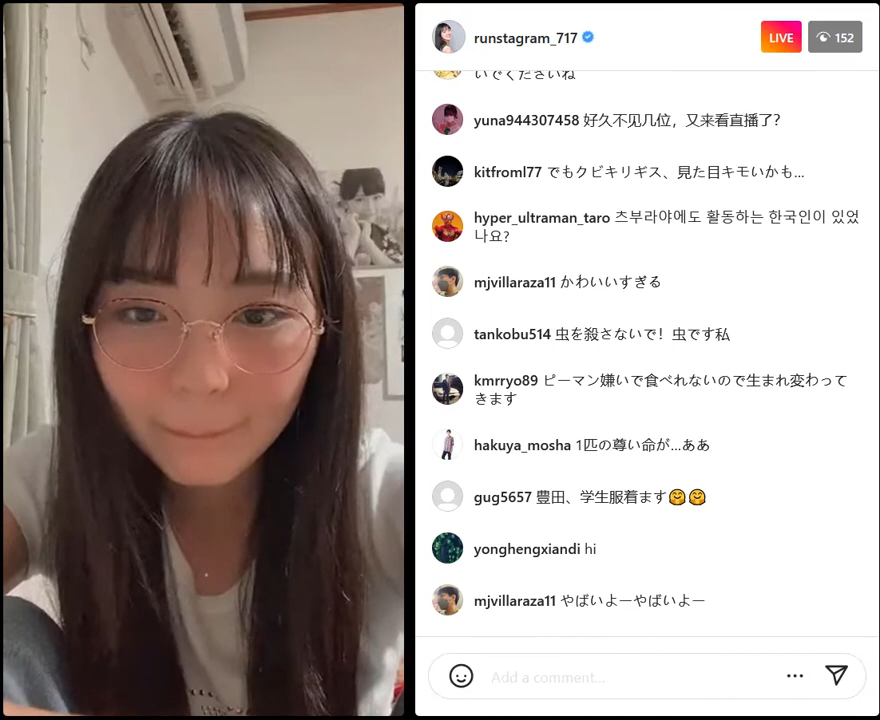 runstagram_717
LIVE
152
いでくださいね
yuna944307458 好久不见几位，又来看直播了？
kitfroml77 でもクビキリギス、見た目キモいかも...
hyper_ultraman_taro 츠부라야에도 활동하는 한국인이 있었
나요?
mjvillaraza11 かわいいすぎる
tankobu514 虫を殺さないで！虫です私
kmrryo89 ピーマン嫌いで食べれないので生まれ変わって
きます
hakuya_mosha 1匹の尊い命が...ああ
gug5657 豊田、学生服着ます🤗🤗
yonghengxiandi hi
mjvillaraza11 やばいよーやばいよー
Add a comment...